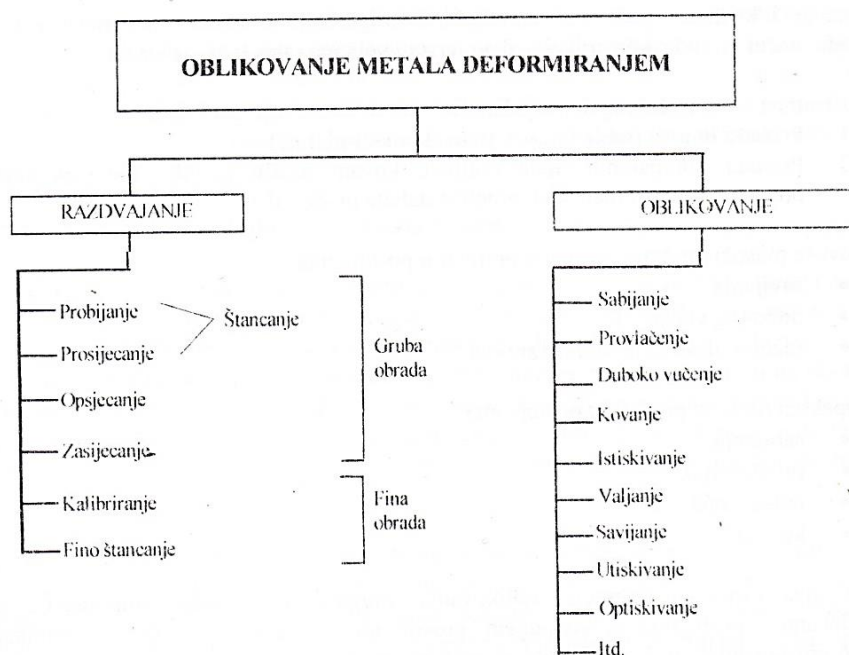 OBLIKOVANJE METALA DEFORMIRANJEM
RAZDVAJANJE
OBLIKOVANJE
Probijanje
Štancanje
Prosijecanje
Opsjecanje
Zasijecanje
Gruba
obrada
Kalibriranje
Fino štancanje
Fina
obrada
Sabijanje
Provlačenje
Duboko vučenje
Kovanje
Istiskivanje
Valjanje
Savijanje
Utiskivanje
Optiskivanje
Itd.